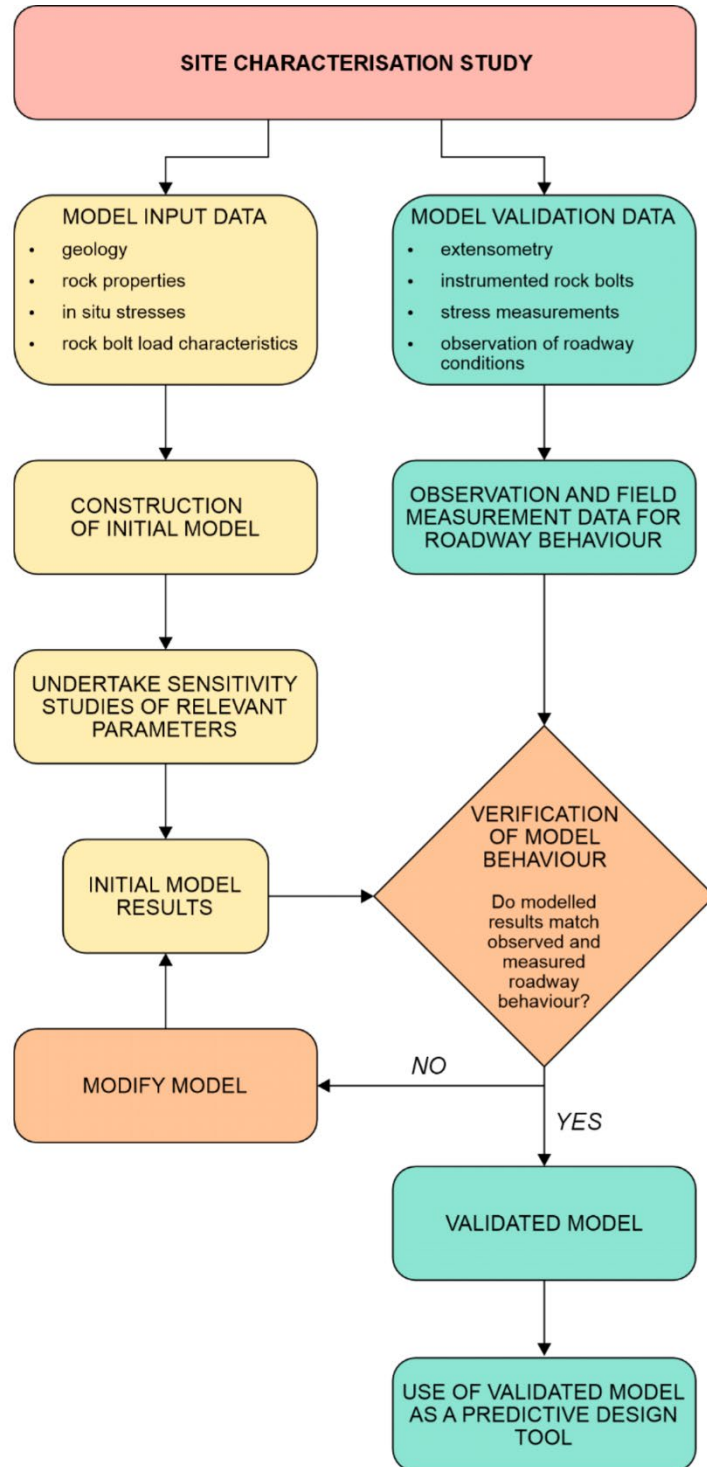 SITE CHARACTERISATION STUDY
MODEL INPUT DATA
• geology
• rock properties
• in situ stresses
• rock bolt load characteristics
MODEL VALIDATION DATA
• extensometry
• instrumented rock bolts
• stress measurements
• observation of roadway
conditions
CONSTRUCTION
OF INITIAL MODEL
OBSERVATION AND FIELD
MEASUREMENT DATA FOR
ROADWAY BEHAVIOUR
UNDERTAKE SENSITIVITY
STUDIES OF RELEVANT
PARAMETERS
INITIAL MODEL
RESULTS
VERIFICATION
OF MODEL
BEHAVIOUR
Do modelled
results match
observed and
measured
roadway
behaviour?
MODIFY MODEL
NO
YES
VALIDATED MODEL
USE OF VALIDATED MODEL
AS A PREDICTIVE DESIGN
TOOL